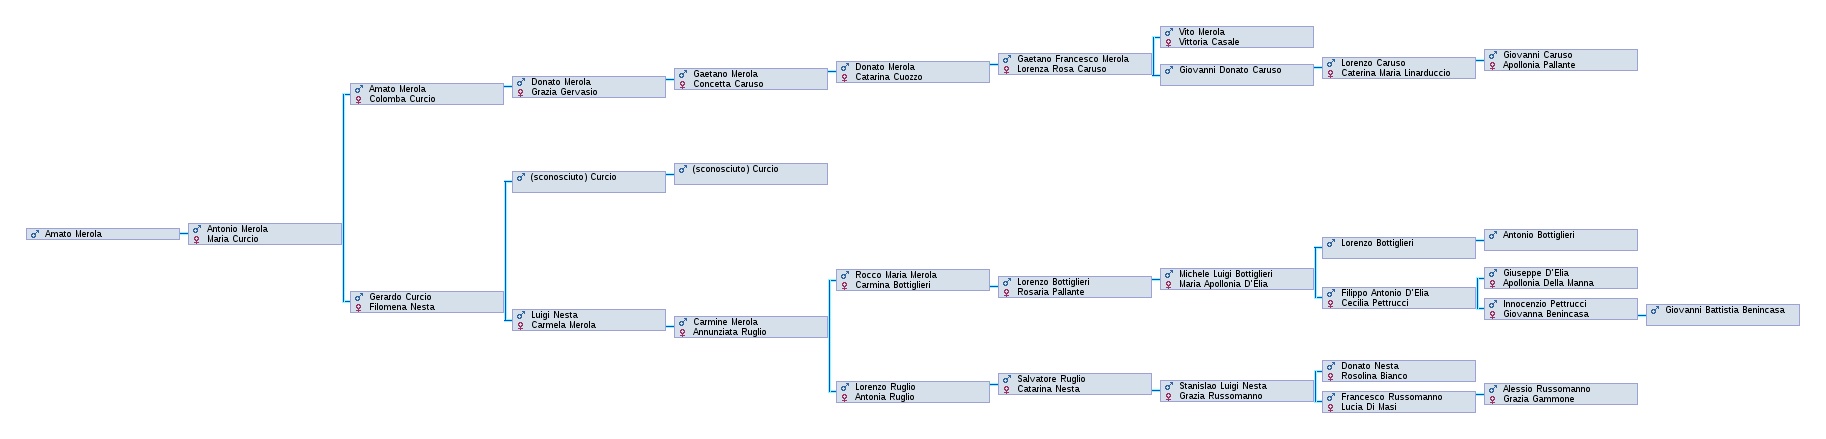 Amato Merola
Antonio Merola
Maria Curcio
Amato Merola
Colomba Curcio
Gerardo Curcio
Filomena Nesta
Donato Merola
Grazia Gervasio
(sconosciuto) Curcio
Luigi Nesta
Carmela Merola
Gaetano Merola
Concetta Caruso
(sconosciuto) Curcio
Carmine Merola
Annunziata Ruglio
Donato Merola
Catarina Cuozzo
Rocco Maria Merola
Carmina Bottiglieri
Lorenzo Ruglio
Antonia Ruglio
Gaetano Francesco Merola
Lorenza Rosa Caruso
Lorenzo Bottiglieri
Rosaria Pallante
Salvatore Ruglio
Catarina Nesta
Vito Merola
Vittoria Casale
Giovanni Donato Caruso
Michele Luigi Bottiglieri
Maria Apollonia D'Elia
Stanislao Luigi Nesta
Grazia Russomanno
Lorenzo Caruso
Caterina Maria Linarduccio
Lorenzo Bottiglieri
Filippo Antonio D'Elia
Cecilia Pettrucci
Donato Nesta
Rosolina Bianco
Francesco Russomanno
Lucia Di Masi
Giovanni Caruso
Apollonia Pallante
Antonio Bottiglieri
Giuseppe D'Elia
Apollonia Della Manna
Innocenzio Pettrucci
Giovanna Benincasa
Alessio Russomanno
Grazia Gammone
Giovanni Battistia Benincasa